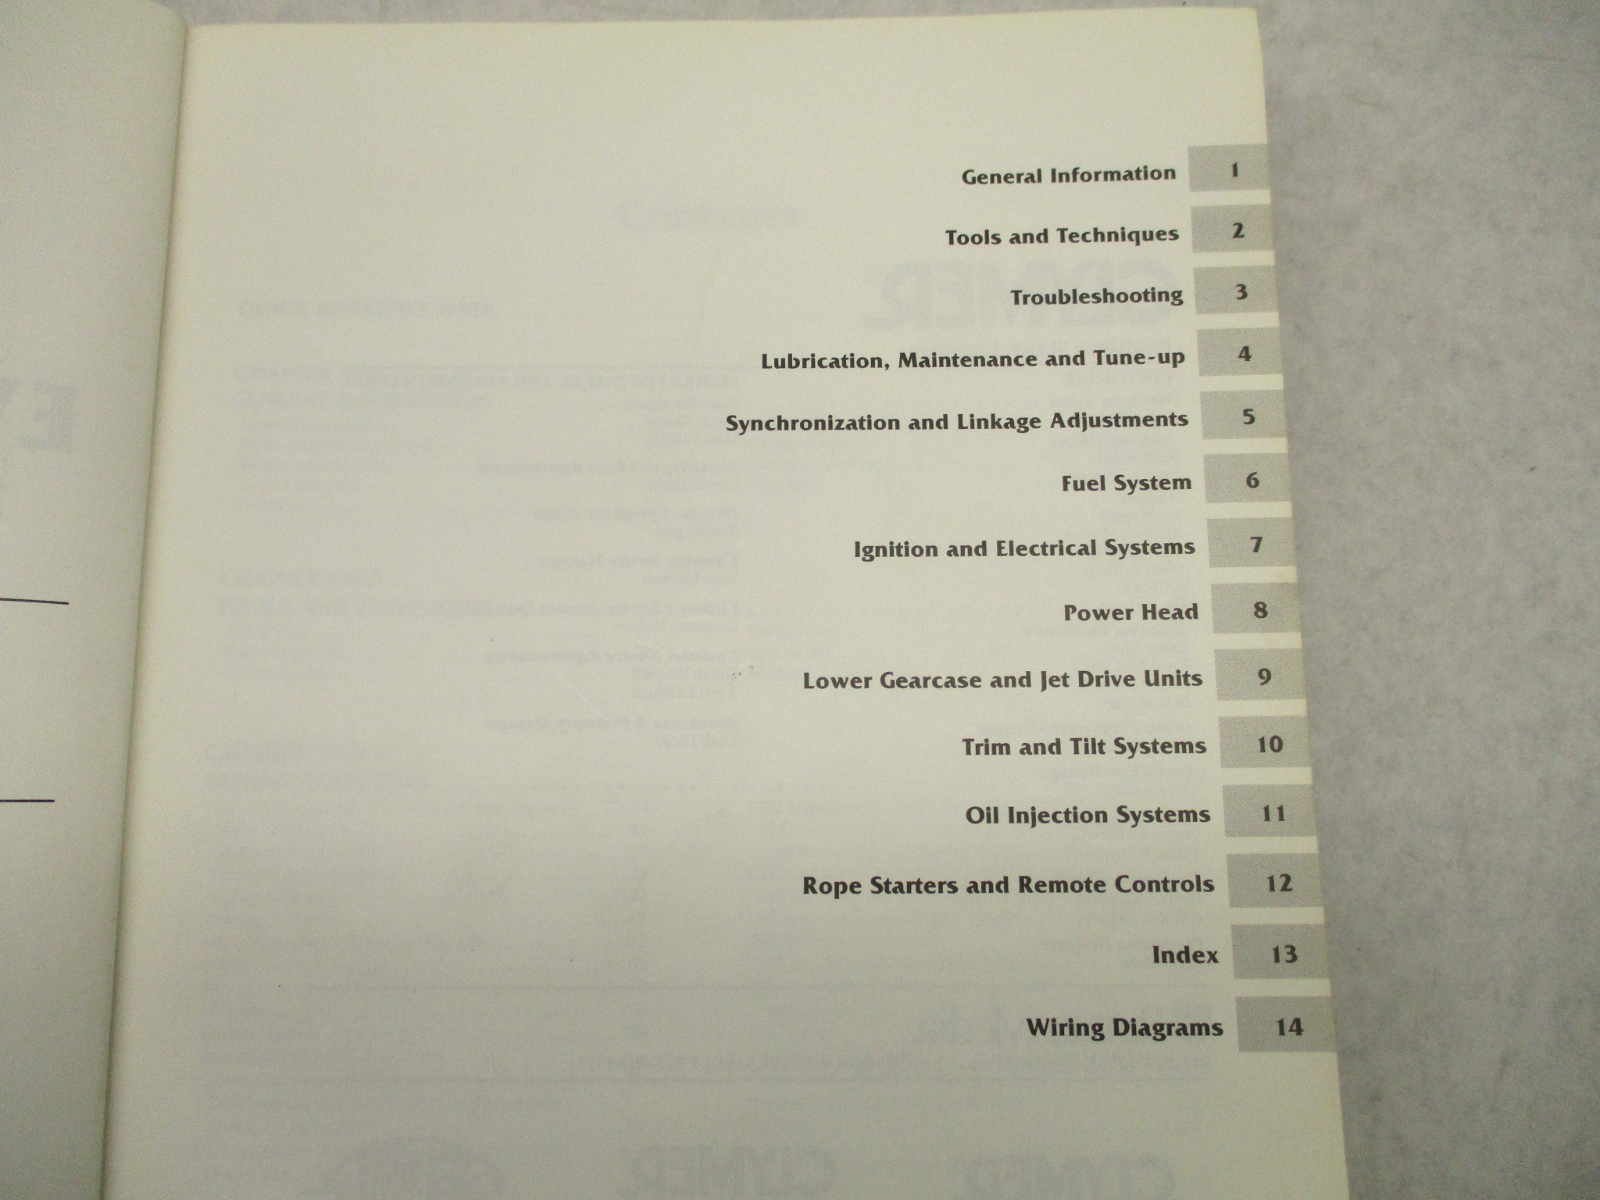 General Information 1
Tools and Techniques 2
Troubleshooting 3
Lubrication, Maintenance and Tune-up 4
Synchronization and Linkage Adjustments 5
Fuel System 6
Ignition and Electrical Systems 7
Power Head 8
Lower Gearcase and Jet Drive Units 9
Trim and Tilt Systems 10
Oil Injection Systems 11
Rope Starters and Remote Controls 12
Index 13
Wiring Diagrams 14